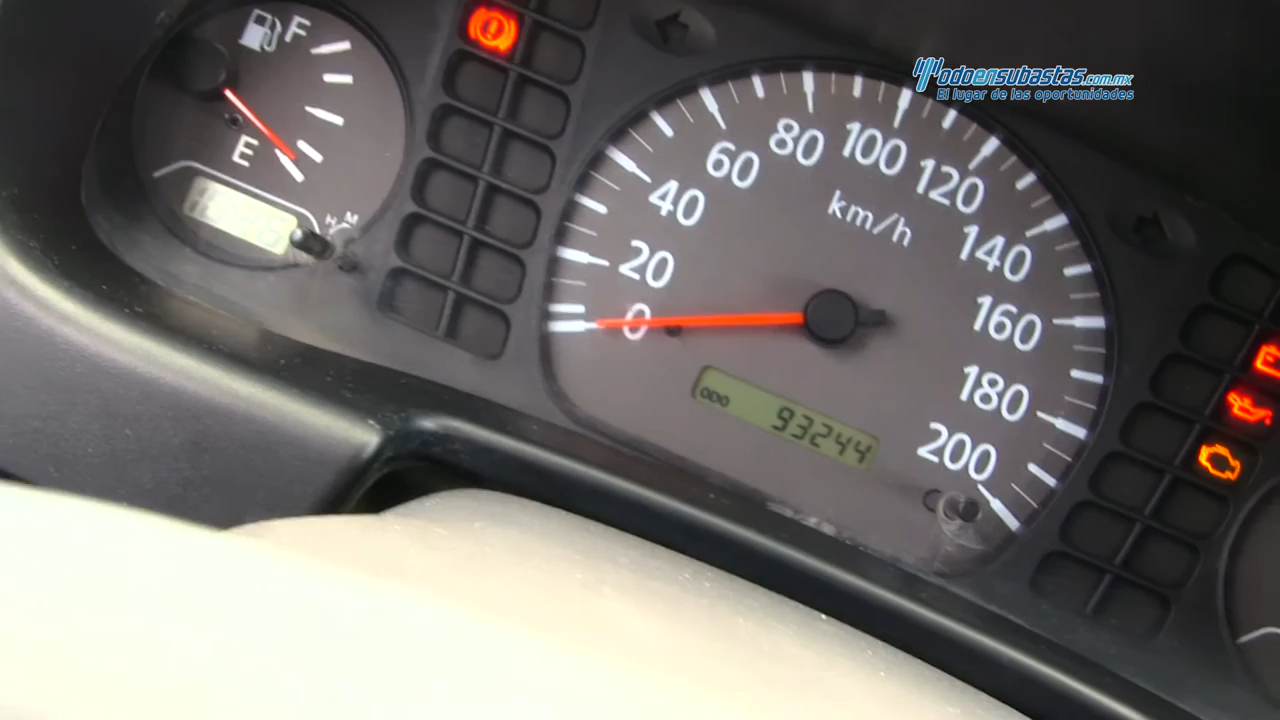 Modoensubastas.com.mx
El lugar de las oportunidades
F
E
H M
0
20
40
60
80
100
120
140
160
180
200
km/h
ODO
93244